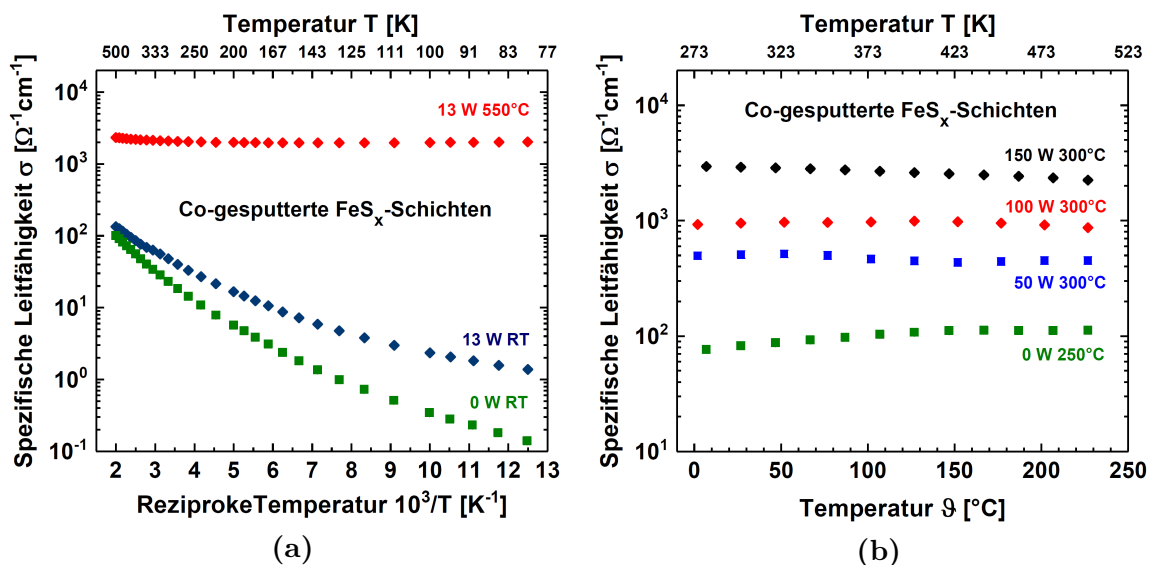 Temperatur T [K]
500 333 250 200 167 143 125 111 100 91 83 77
Spezifische Leitfähigkeit σ [Ω⁻¹cm⁻¹]
10⁴
10³
10²
10¹
10⁰
10⁻¹
13 W 550°C
Co-gesputterte FeSₓ-Schichten
13 W RT
0 W RT
2 3 4 5 6 7 8 9 10 11 12 13
ReziprokeTemperatur 10³/T [K⁻¹]
(a)
Temperatur T [K]
273 323 373 423 473 523
Spezifische Leitfähigkeit σ [Ω⁻¹cm⁻¹]
10⁴
10³
10²
10¹
Co-gesputterte FeSₓ-Schichten
150 W 300°C
100 W 300°C
50 W 300°C
0 W 250°C
0 50 100 150 200 250
Temperatur ϑ [°C]
(b)